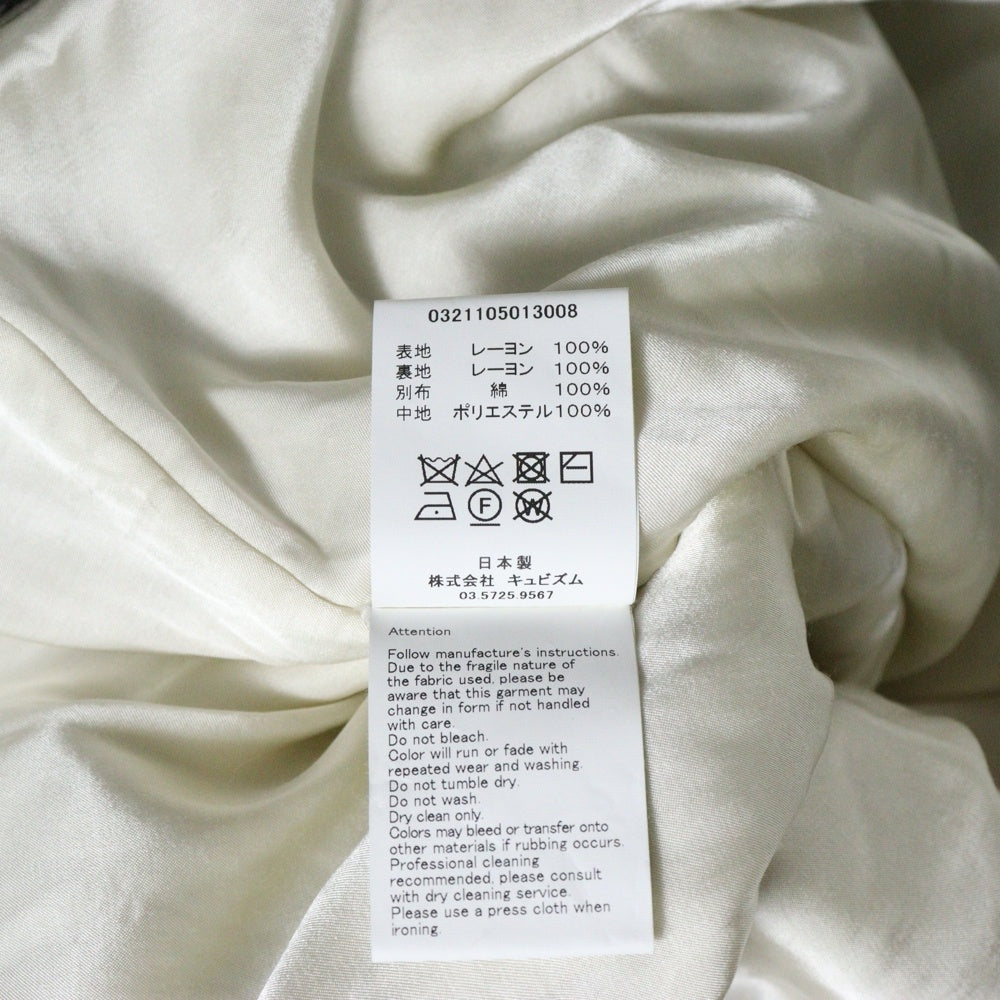 0321105013008
表地 レーヨン 100%
裏地 レーヨン 100%
別布 綿 100%
中地 ポリエステル100%
F
W
日本製
株式会社 キュビズム
03.5725.9567
Attention
Follow manufacture's instructions.
Due to the fragile nature of
the fabric used, please be
aware that this garment may
change in form if not handled
with care.
Do not bleach.
Color will run or fade with
repeated wear and washing.
Do not tumble dry.
Do not wash.
Dry clean only.
Colors may bleed or transfer onto
other materials if rubbing occurs.
Professional cleaning
recommended, please consult
with dry cleaning service.
Please use a press cloth when
ironing.